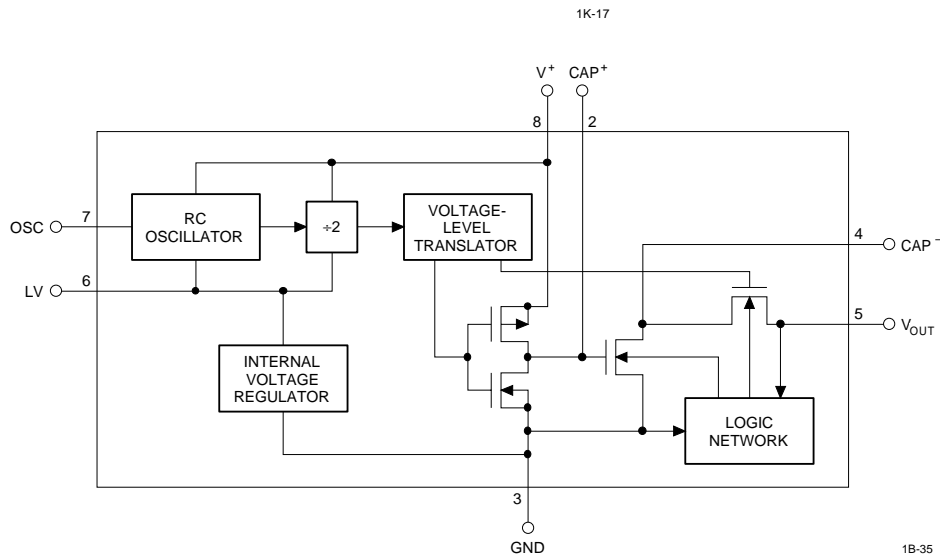 1K-17
V+ CAP+
8 2
OSC 7
RC
OSCILLATOR
÷2
VOLTAGE-
LEVEL
TRANSLATOR
4 CAP–
LV 6
5 VOUT
INTERNAL
VOLTAGE
REGULATOR
LOGIC
NETWORK
3
GND
1B-35